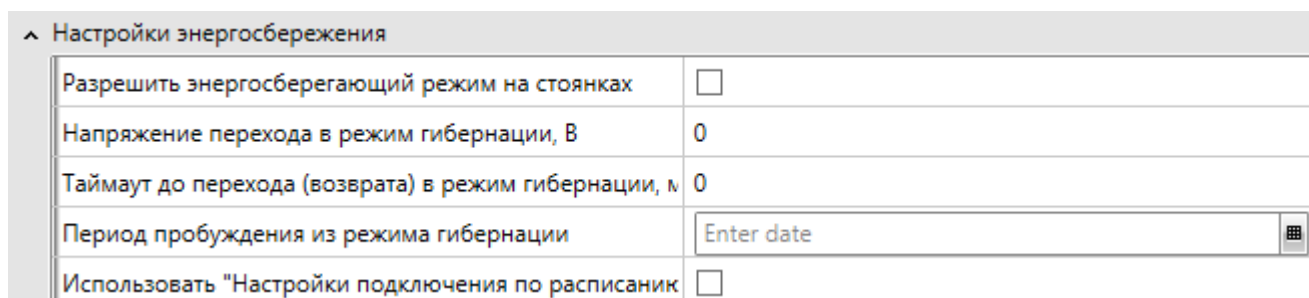 Настройки энергосбережения
Разрешить энергосберегающий режим на стоянках
Напряжение перехода в режим гибернации, В 0
Таймаут до перехода (возврата) в режим гибернации, 0
Период пробуждения из режима гибернации Enter date
Использовать "Настройки подключения по